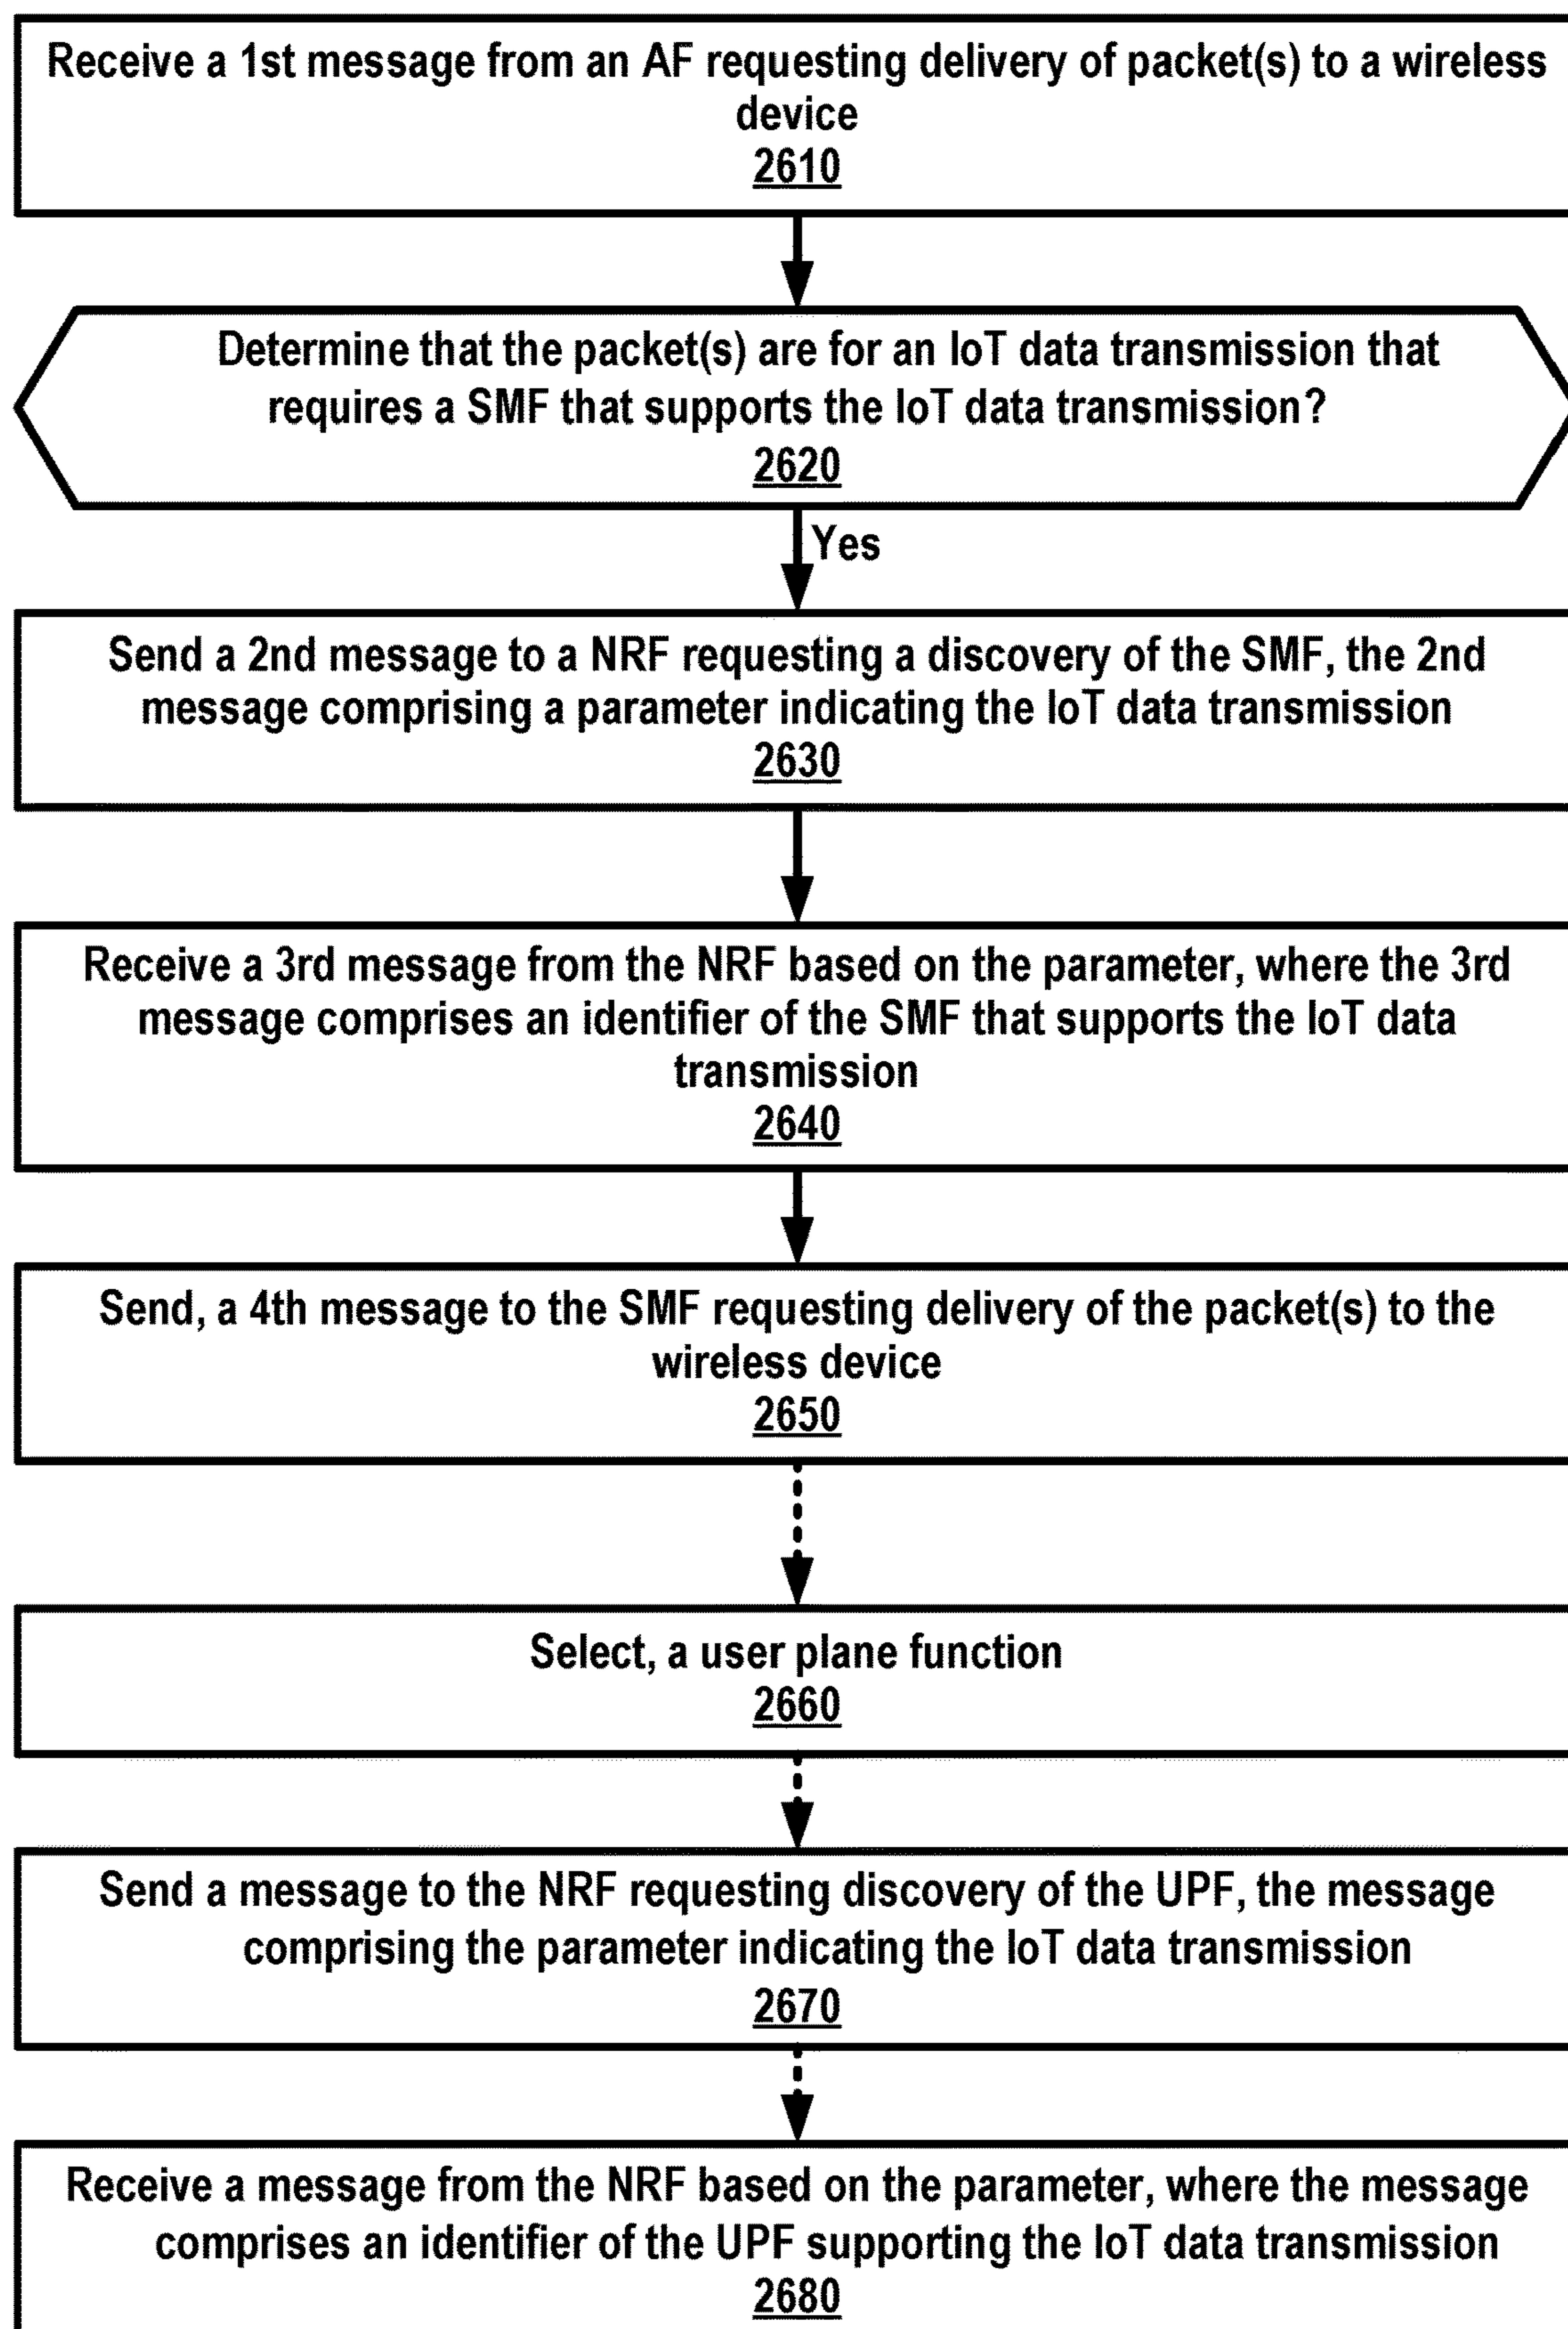 Receive a 1st message from an AF requesting delivery of packet(s) to a wireless
device
2610
Determine that the packet(s) are for an IoT data transmission that
requires a SMF that supports the IoT data transmission?
2620
Yes
Send a 2nd message to a NRF requesting a discovery of the SMF, the 2nd
message comprising a parameter indicating the IoT data transmission
2630
Receive a 3rd message from the NRF based on the parameter, where the 3rd
message comprises an identifier of the SMF that supports the IoT data
transmission
2640
Send, a 4th message to the SMF requesting delivery of the packet(s) to the
wireless device
2650
Select, a user plane function
2660
Send a message to the NRF requesting discovery of the UPF, the message
comprising the parameter indicating the IoT data transmission
2670
Receive a message from the NRF based on the parameter, where the message
comprises an identifier of the UPF supporting the IoT data transmission
2680